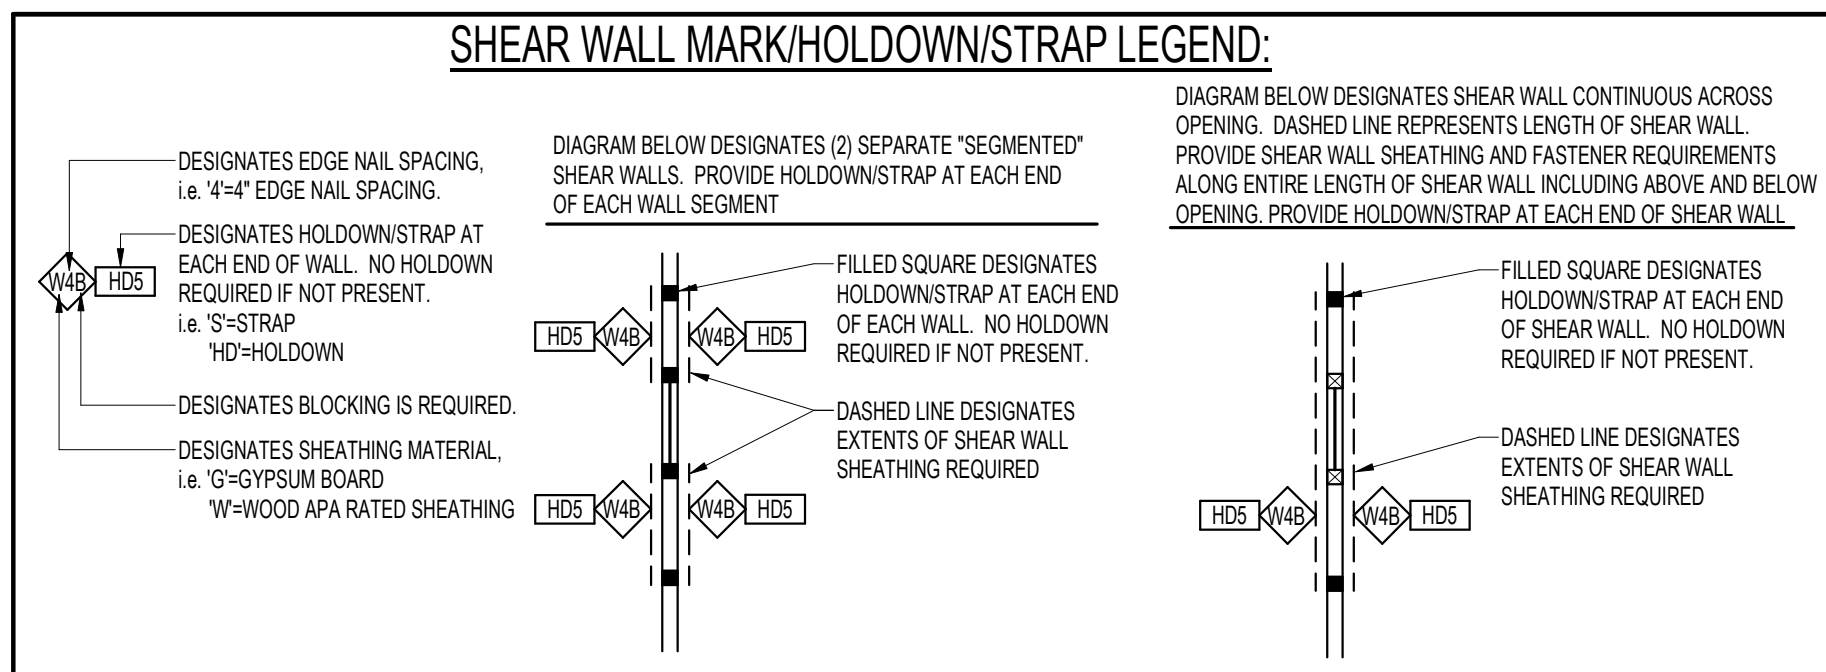 SHEAR WALL MARK/HOLDOWN/STRAP LEGEND:
DESIGNATES EDGE NAIL SPACING,
i.e. '4'=4" EDGE NAIL SPACING.
DESIGNATES HOLDOWN/STRAP AT
EACH END OF WALL. NO HOLDOWN
REQUIRED IF NOT PRESENT.
i.e. 'S'=STRAP
'HD'=HOLDOWN
W4B
HD5
DESIGNATES BLOCKING IS REQUIRED.
DESIGNATES SHEATHING MATERIAL,
i.e. 'G'=GYPSUM BOARD
'W'=WOOD APA RATED SHEATHING
DIAGRAM BELOW DESIGNATES (2) SEPARATE "SEGMENTED"
SHEAR WALLS. PROVIDE HOLDOWN/STRAP AT EACH END
OF EACH WALL SEGMENT
FILLED SQUARE DESIGNATES
HOLDOWN/STRAP AT EACH END
OF EACH WALL. NO HOLDOWN
REQUIRED IF NOT PRESENT.
HD5
W4B
W4B
HD5
DASHED LINE DESIGNATES
EXTENTS OF SHEAR WALL
SHEATHING REQUIRED
HD5
W4B
W4B
HD5
DIAGRAM BELOW DESIGNATES SHEAR WALL CONTINUOUS ACROSS
OPENING. DASHED LINE REPRESENTS LENGTH OF SHEAR WALL.
PROVIDE SHEAR WALL SHEATHING AND FASTENER REQUIREMENTS
ALONG ENTIRE LENGTH OF SHEAR WALL INCLUDING ABOVE AND BELOW
OPENING. PROVIDE HOLDOWN/STRAP AT EACH END OF SHEAR WALL
FILLED SQUARE DESIGNATES
HOLDOWN/STRAP AT EACH END
OF SHEAR WALL. NO HOLDOWN
REQUIRED IF NOT PRESENT.
DASHED LINE DESIGNATES
EXTENTS OF SHEAR WALL
SHEATHING REQUIRED
HD5
W4B
W4B
HD5